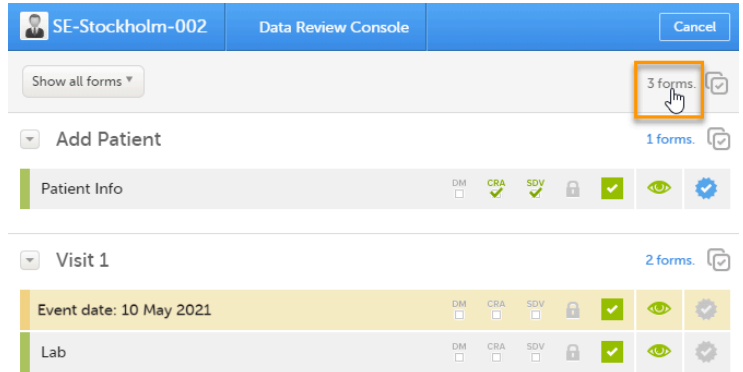 SE-Stockholm-002 Data Review Console Cancel
Show all forms 3 forms.
Add Patient 1 forms.
Patient Info DM CRA SDV
Visit 1 2 forms.
Event date: 10 May 2021 DM CRA SDV
Lab DM CRA SDV